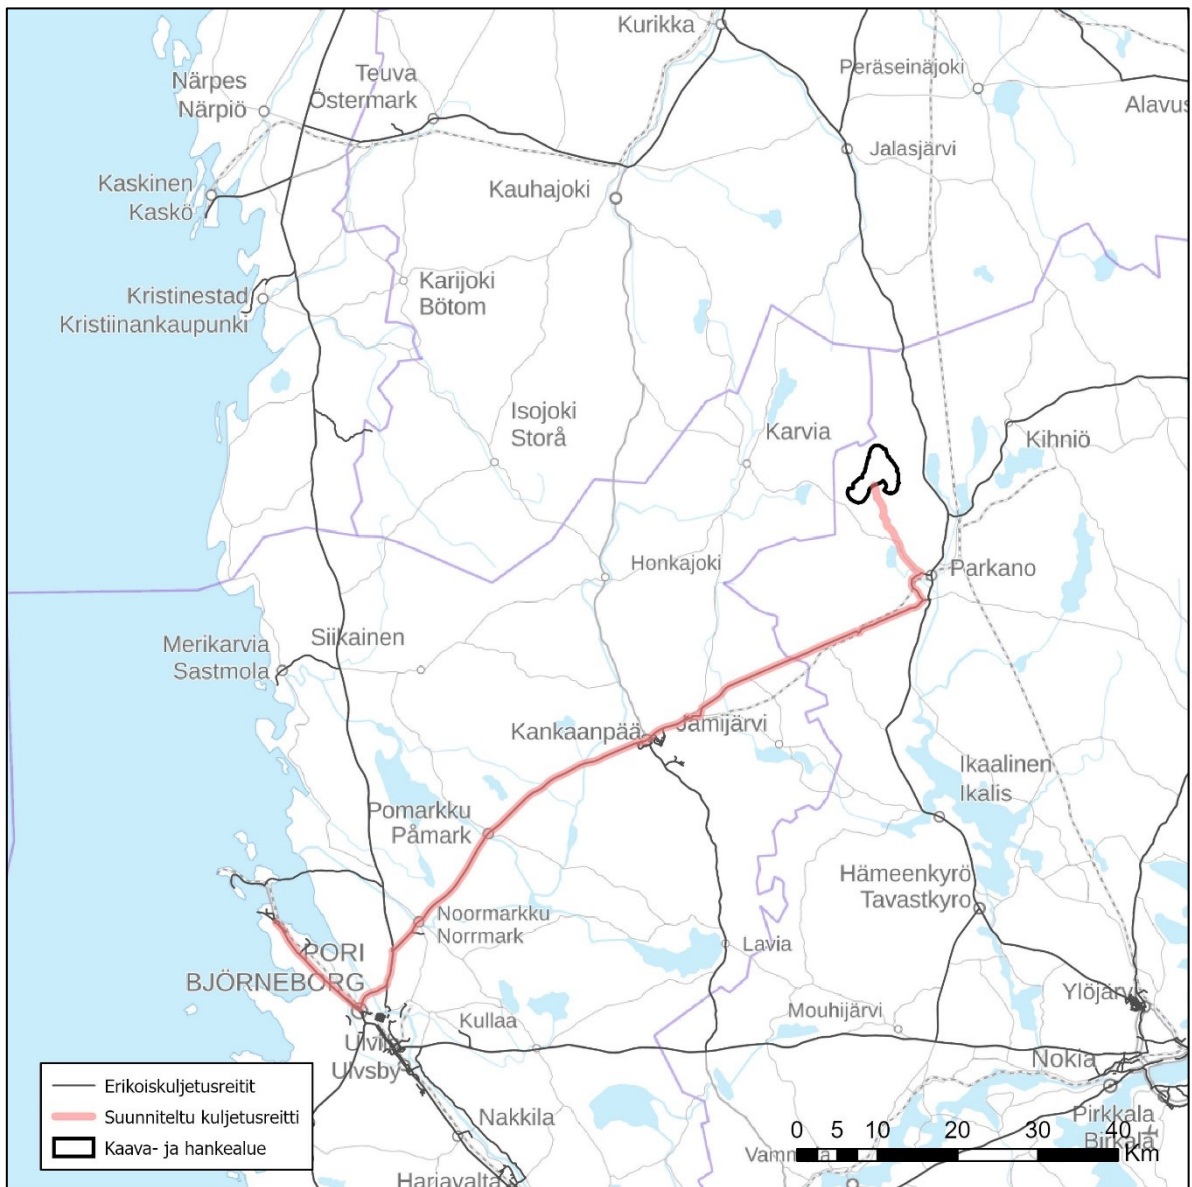 Kurikka
Peräseinäjoki
Närpes
Närpiö
Teuva
Östermark
Alavus
Jalasjärvi
Kaskinen
Kaskö
Kauhajoki
Karijoki
Bötom
Kristinestad
Kristiinankaupunki
Isojoki
Storå
Karvia
Kihniö
Honkajoki
Parkano
Merikarvia
Sastmola
Siikainen
Kankaanpää
Jämijärvi
Ikaalinen
Ikalis
Pomarkku
Påmark
Hämeenkyrö
Tavastkyro
Noormarkku
Norrmark
Lavia
PORI
BJÖRNEBORG
Ylöjärvi
Mouhijärvi
Kullaa
Ulvila
Ulvsby
Nokia
Nakkila
Pirkkala
Birkala
Harjavalta
Erikoiskuljetusreitit
Suunniteltu kuljetusreitti
Kaava- ja hankealue
0 5 10 20 30 40
Km